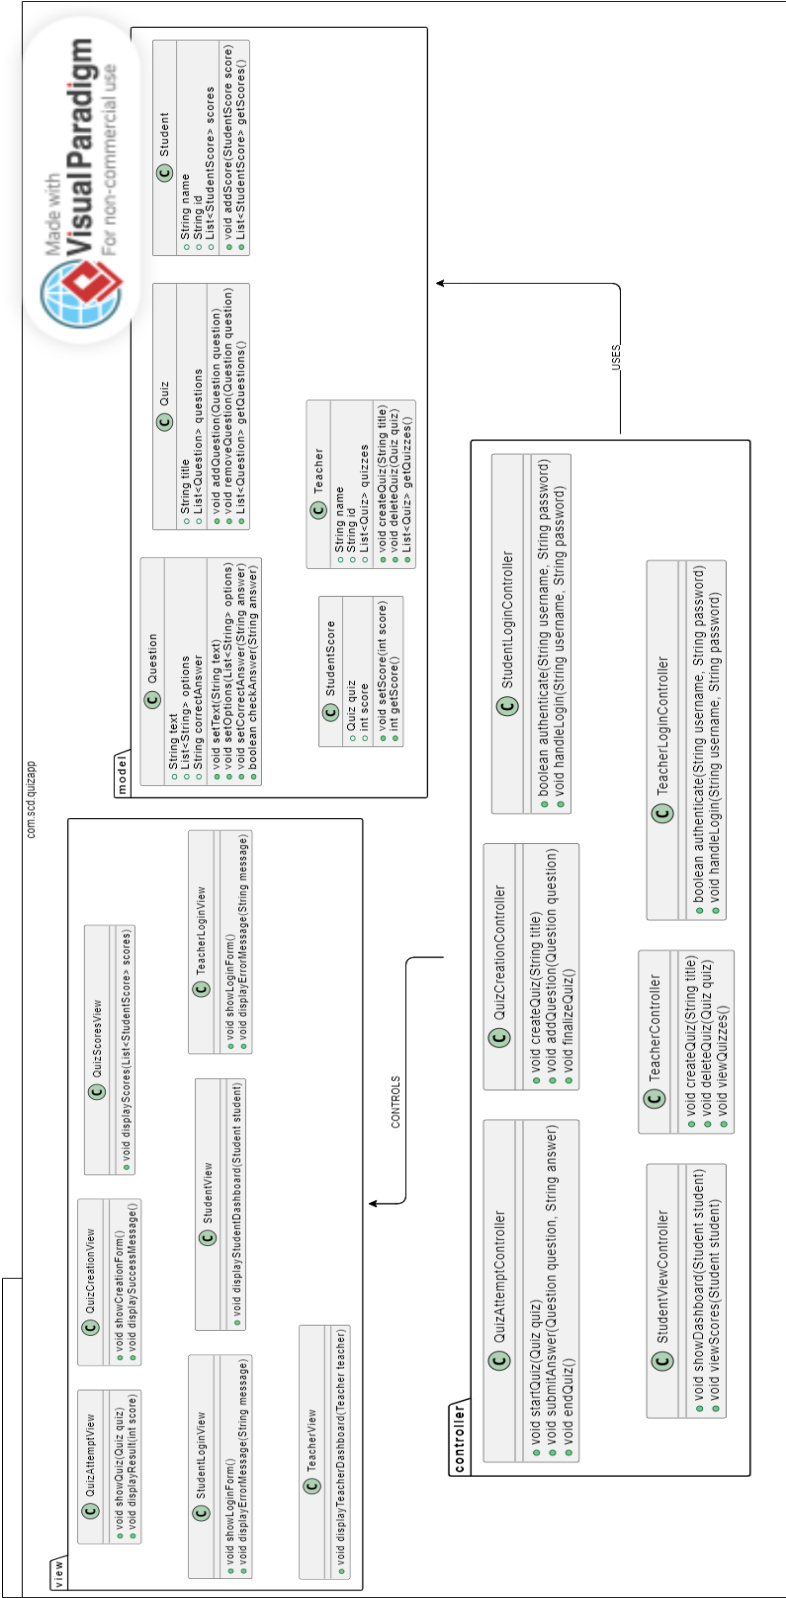 com.scd.quizapp
view
QuizAttemptView
void showQuiz(Quiz quiz)
void displayResult(int score)
QuizCreationView
void showCreationForm()
void displaySuccessMessage()
QuizScoresView
void displayScores(List<StudentScore> scores)
StudentLoginView
void showLoginForm()
void displayErrorMessage(String message)
StudentView
void displayStudentDashboard(Student student)
TeacherLoginView
void showLoginForm()
void displayErrorMessage(String message)
TeacherView
void displayTeacherDashboard(Teacher teacher)
model
Question
String text
List<String> options
String correctAnswer
void setText(String text)
void setOptions(List<String> options)
void setCorrectAnswer(String answer)
boolean checkAnswer(String answer)
Quiz
String title
List<Question> questions
void addQuestion(Question question)
void removeQuestion(Question question)
List<Question> getQuestions()
Student
String name
String id
List<StudentScore> scores
void addScore(StudentScore score)
List<StudentScore> getScores()
StudentScore
Quiz quiz
int score
void setScore(int score)
int getScore()
Teacher
String name
String id
List<Quiz> quizzes
void createQuiz(String title)
void deleteQuiz(Quiz quiz)
List<Quiz> getQuizzes()
CONTROLS
USES
controller
QuizAttemptController
void startQuiz(Quiz quiz)
void submitAnswer(Question question, String answer)
void endQuiz()
QuizCreationController
void createQuiz(String title)
void addQuestion(Question question)
void finalizeQuiz()
StudentLoginController
boolean authenticate(String username, String password)
void handleLogin(String username, String password)
StudentViewController
void showDashboard(Student student)
void viewScores(Student student)
TeacherController
void createQuiz(String title)
void deleteQuiz(Quiz quiz)
void viewQuizzes()
TeacherLoginController
boolean authenticate(String username, String password)
void handleLogin(String username, String password)
Made with
VisualParadigm
For non-commercial use